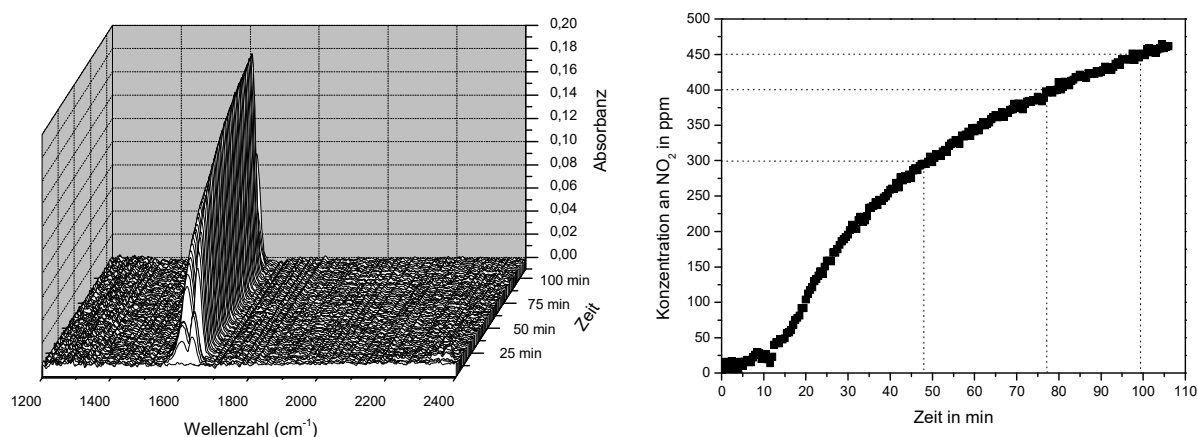 0,20
0,18
0,16
0,14
0,12
0,10
0,08
0,06
0,04
0,02
0,00
Absorbanz
100 min
75 min
50 min
25 min
Zeit
1200 1400 1600 1800 2000 2200 2400
Wellenzahl (cm⁻¹)
500
450
400
350
300
250
200
150
100
50
0
Konzentration an NO₂ in ppm
0 10 20 30 40 50 60 70 80 90 100 110
Zeit in min